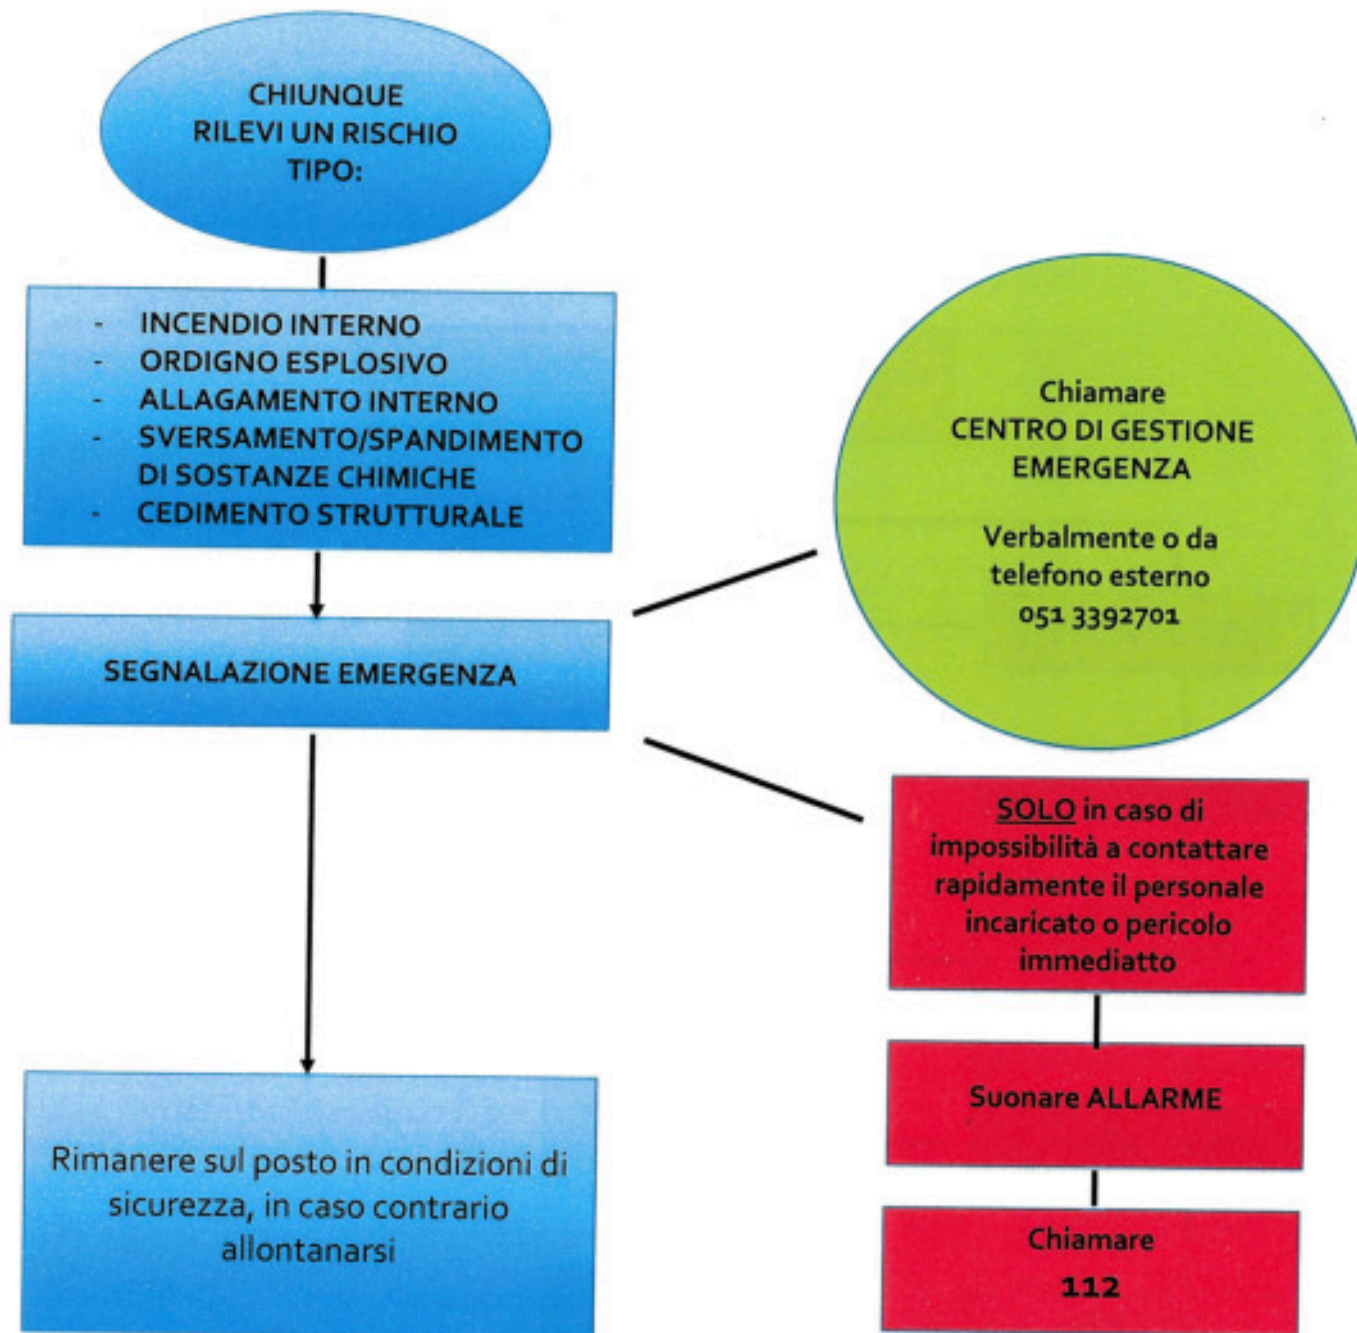 CHIUNQUE
RILEVI UN RISCHIO
TIPO:
- INCENDIO INTERNO
- ORDIGNO ESPLOSIVO
- ALLAGAMENTO INTERNO
- SVERSAMENTO/SPANDIMENTO
DI SOSTANZE CHIMICHE
- CEDIMENTO STRUTTURALE
SEGNALAZIONE EMERGENZA
Chiamare
CENTRO DI GESTIONE
EMERGENZA
Verbalmente o da
telefono esterno
051 3392701
SOLO in caso di
impossibilità a contattare
rapidamente il personale
incaricato o pericolo
immediatto
Suonare ALLARME
Chiamare
112
Rimanere sul posto in condizioni di
sicurezza, in caso contrario
allontanarsi